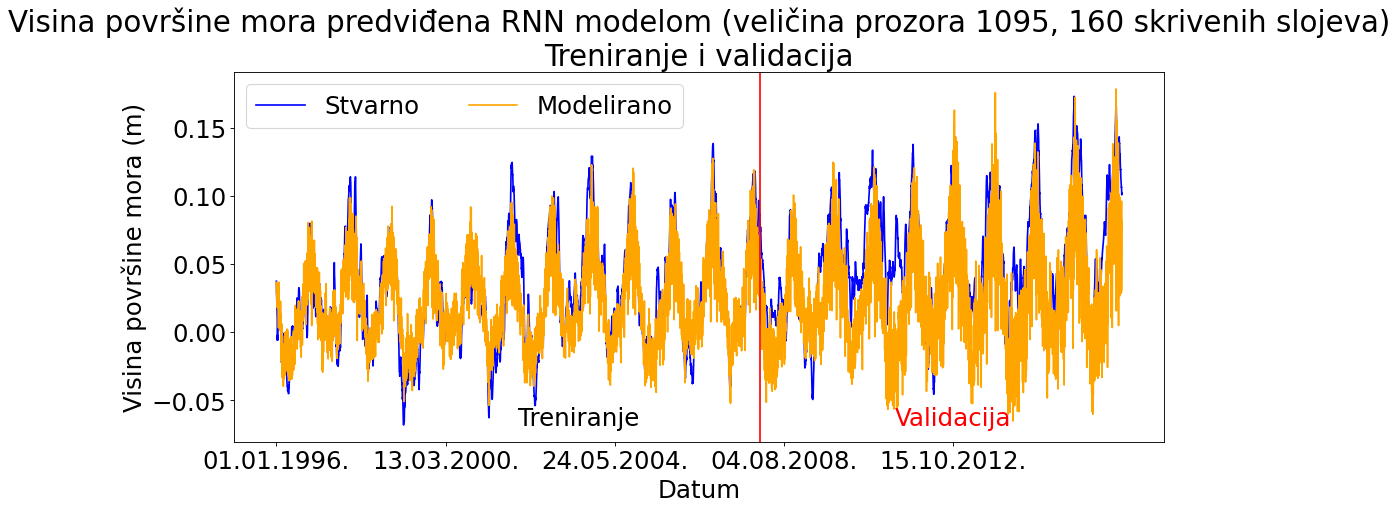 Visina površine mora predviđena RNN modelom (veličina prozora 1095, 160 skrivenih slojeva)
Treniranje i validacija
Stvarno
Modelirano
Visina površine mora (m)
0.15
0.10
0.05
0.00
−0.05
Treniranje
Validacija
01.01.1996.
13.03.2000.
24.05.2004.
04.08.2008.
15.10.2012.
Datum